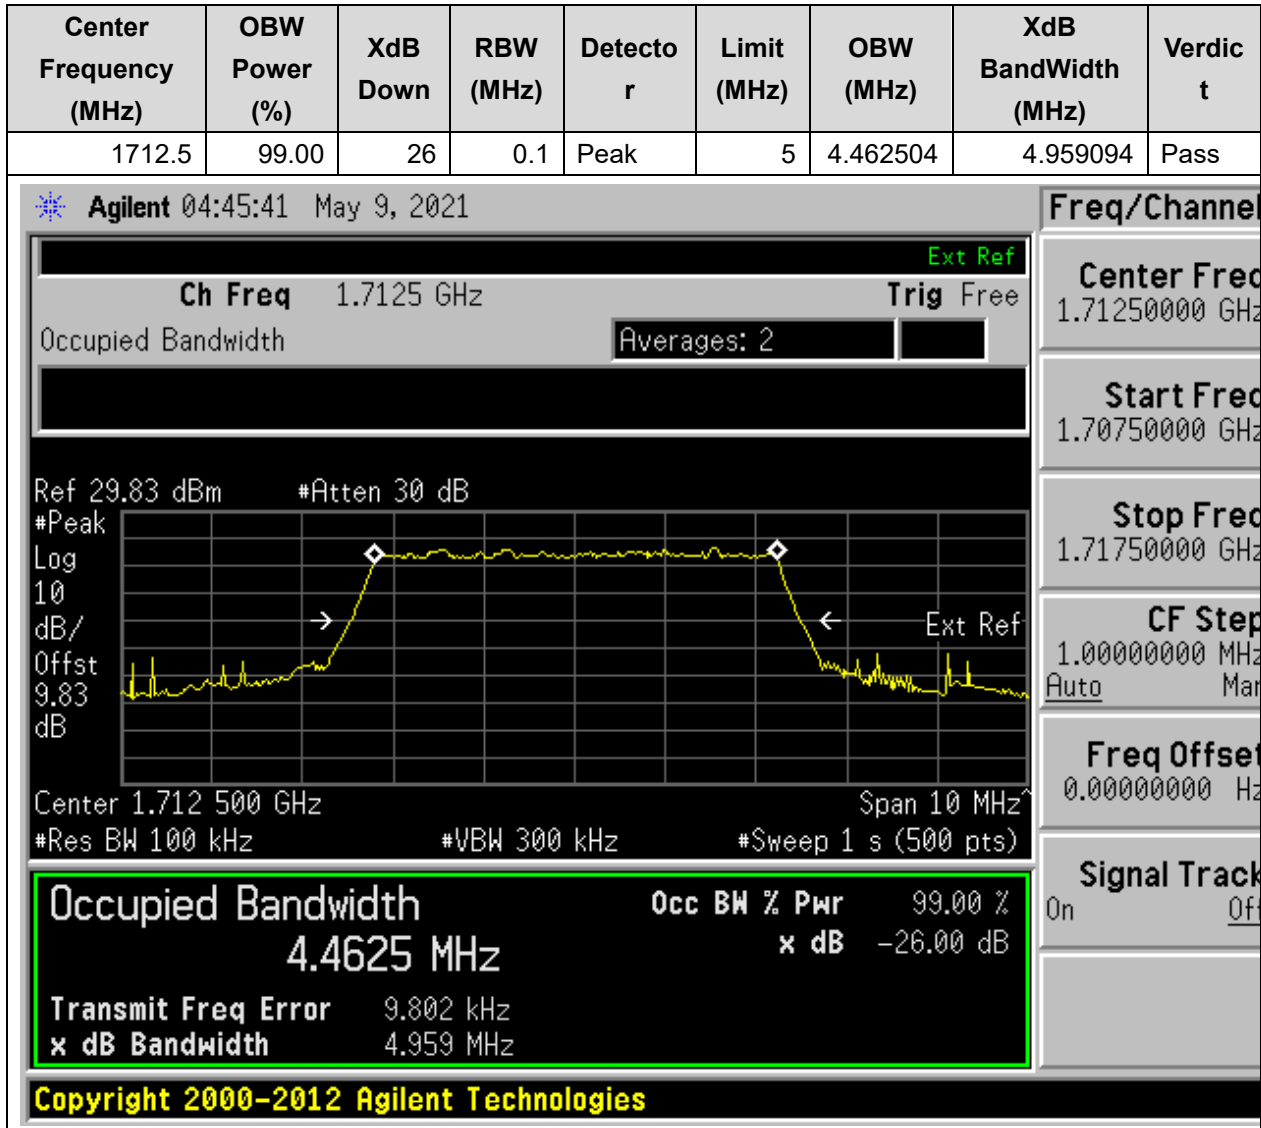 Center Frequency (MHz) OBW Power (%) XdB Down RBW (MHz) Detecto r Limit (MHz) OBW (MHz) XdB BandWidth (MHz) Verdic t
1712.5 99.00 26 0.1 Peak 5 4.462504 4.959094 Pass
Agilent 04:45:41 May 9, 2021
Freq/Channel
Ext Ref
Ch Freq 1.7125 GHz Trig Free
Occupied Bandwidth Averages: 2
Center Freq
1.71250000 GHz
Start Freq
1.70750000 GHz
Stop Freq
1.71750000 GHz
CF Step
1.00000000 MHz
Auto Man
Freq Offset
0.00000000 Hz
Signal Track
On Off
Ref 29.83 dBm #Atten 30 dB
#Peak
Log
10
dB/
Offst
9.83
dB
Ext Ref
Center 1.712 500 GHz Span 10 MHz^
#Res BW 100 kHz #VBW 300 kHz #Sweep 1 s (500 pts)
Occupied Bandwidth
4.4625 MHz
Occ BW % Pwr 99.00 %
x dB -26.00 dB
Transmit Freq Error 9.802 kHz
x dB Bandwidth 4.959 MHz
Copyright 2000-2012 Agilent Technologies